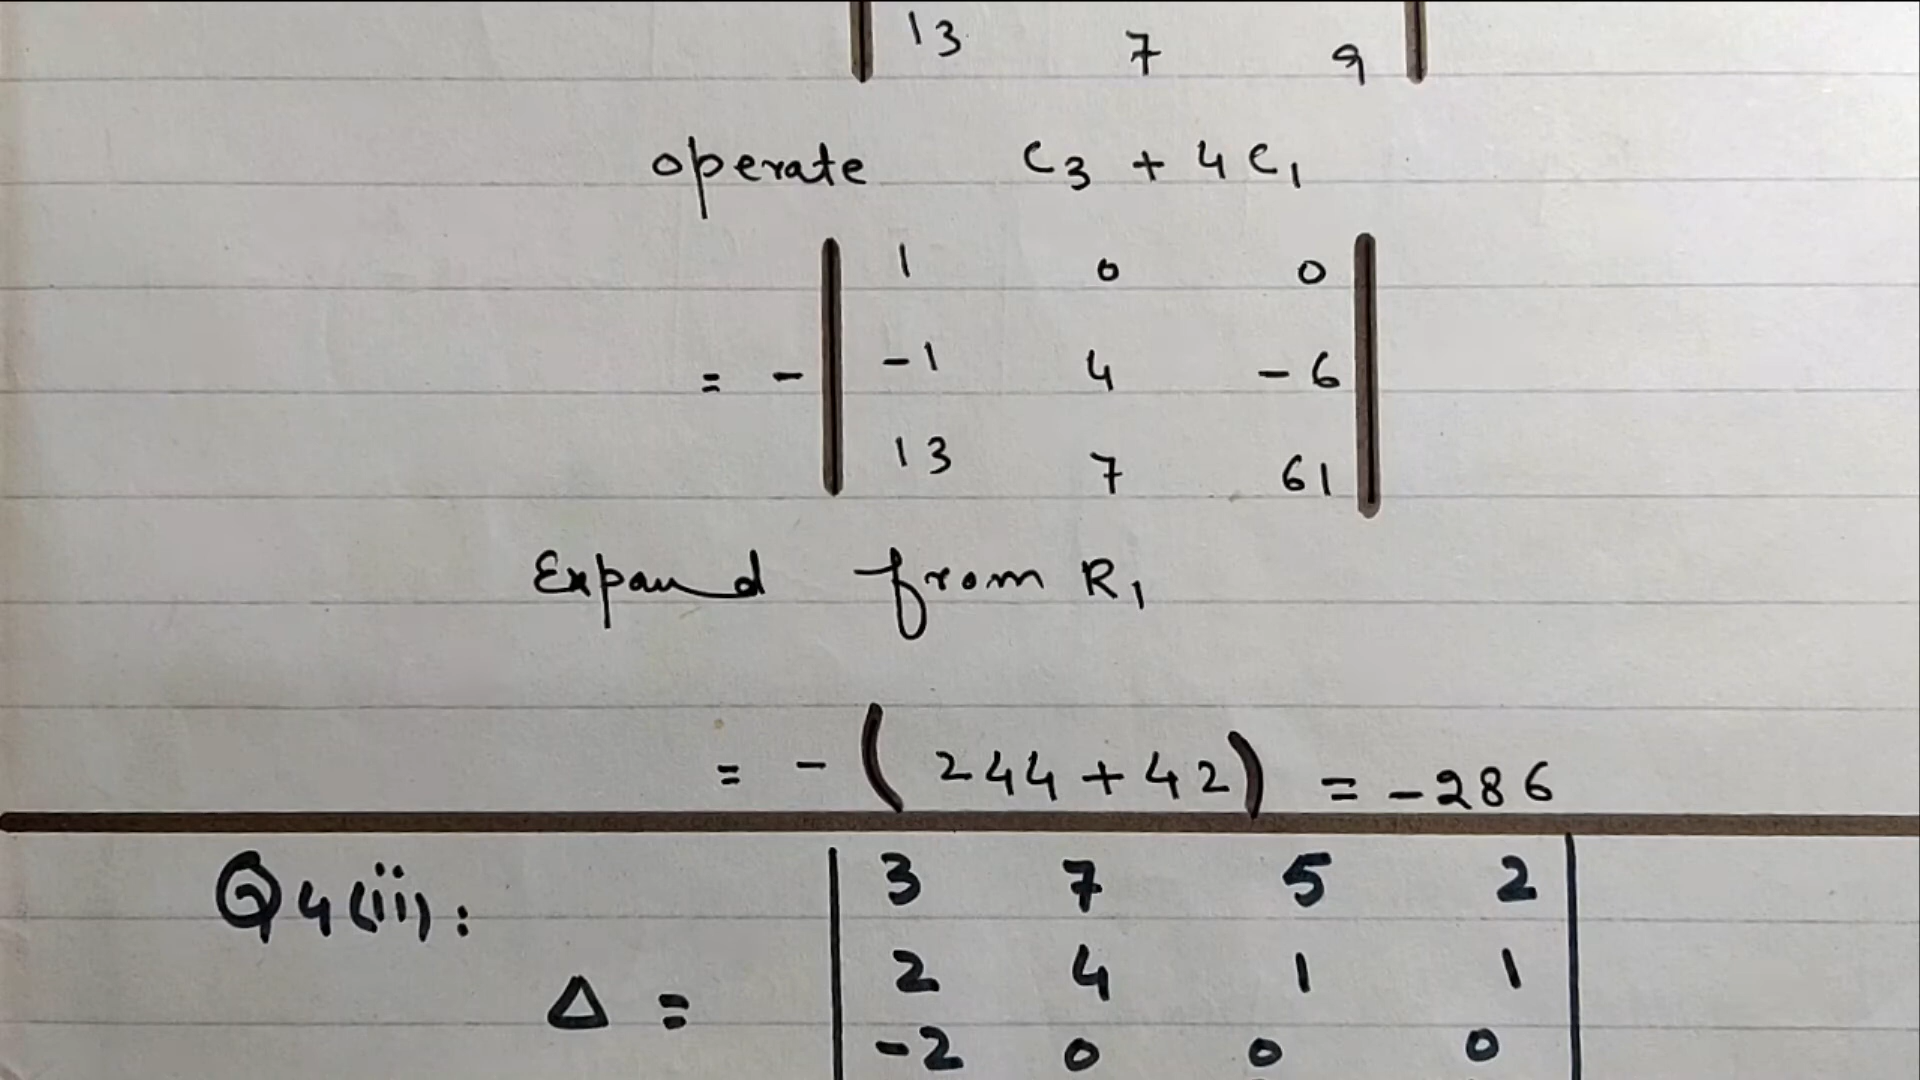 13 7 9
operate C3 + 4C1
1 0 0
= - -1 4 -6
13 7 61
Expand from R1
= - ( 244 + 42 ) = - 286
Q4(ii): 3 7 5 2
2 4 1 1
Δ =
-2 0 0 0